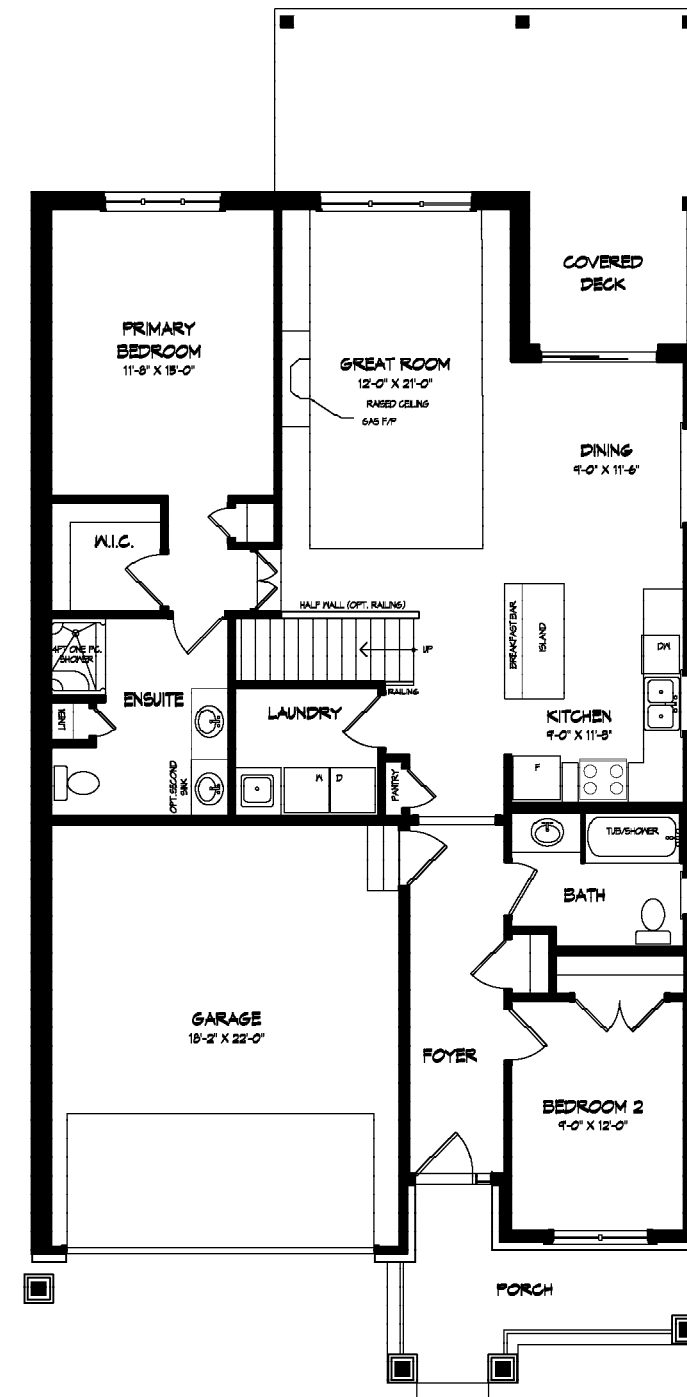 COVERED
DECK
PRIMARY
BEDROOM
11'-8" X 15'-0"
GREAT ROOM
12'-0" X 21'-0"
RAISED CEILING
GAS F/P
DINING
9'-0" X 11'-6"
W.I.C.
HALF WALL (OPT. RAILING)
BREAKFAST BAR
ISLAND
UP
DW
4FT ONE PC.
SHOWER
RAILING
ENSUITE
LINEN
LAUNDRY
KITCHEN
9'-0" X 11'-8"
OPT. SECOND
SINK
W
D
PANTRY
F
TUB/SHOWER
BATH
GARAGE
18'-2" X 22'-0"
FOYER
BEDROOM 2
9'-0" X 12'-0"
PORCH